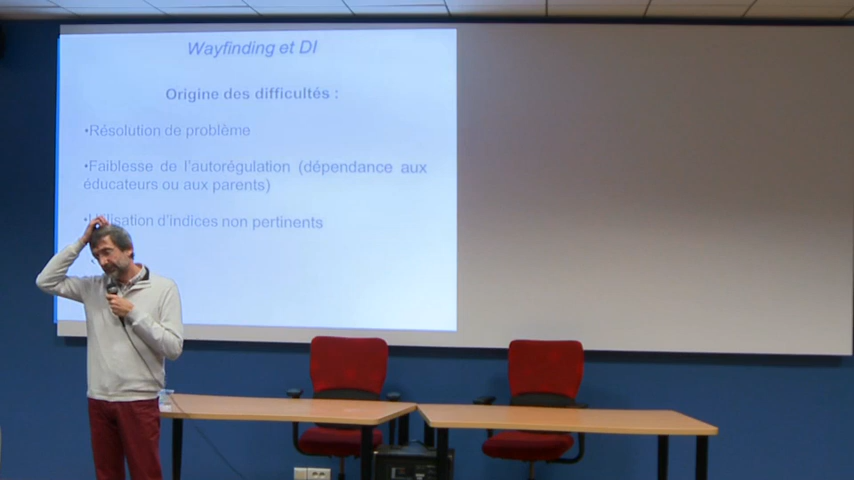 Wayfinding et DI
Origine des difficultés :
•Résolution de problème
•Faiblesse de l'autorégulation (dépendance aux
éducateurs ou aux parents)
•Utilisation d'indices non pertinents